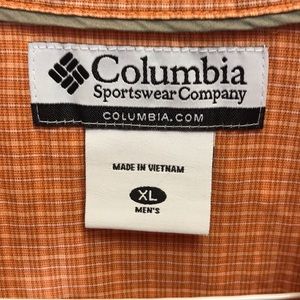 Columbia
Sportswear Company
COLUMBIA.COM
MADE IN VIETNAM
XL
MEN'S